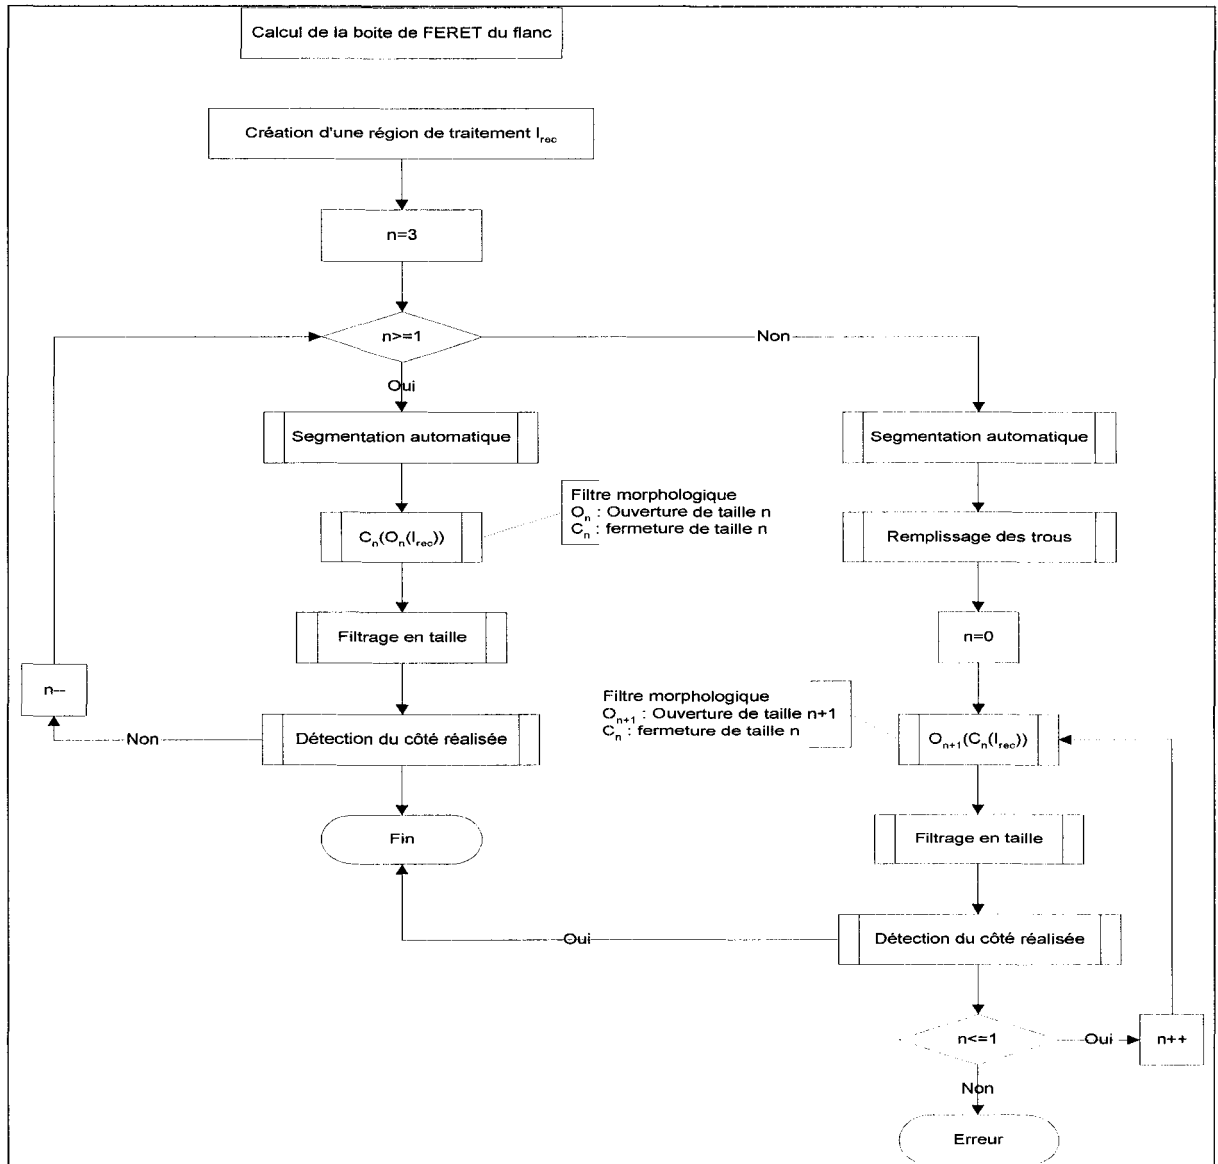 Calcul de la boite de FERET du flanc
Création d'une région de traitement I_rec
n=3
n>=1
Non
Oui
Segmentation automatique
Segmentation automatique
Filtre morphologique
O_n : Ouverture de taille n
C_n : fermeture de taille n
C_n(O_n(I_rec))
Remplissage des trous
Filtrage en taille
n=0
n--
Filtre morphologique
O_n+1 : Ouverture de taille n+1
C_n : fermeture de taille n
Non
Détection du côté réalisée
O_n+1(C_n(I_rec))
Fin
Filtrage en taille
Oui
Détection du côté réalisée
n<=1
Oui
n++
Non
Erreur